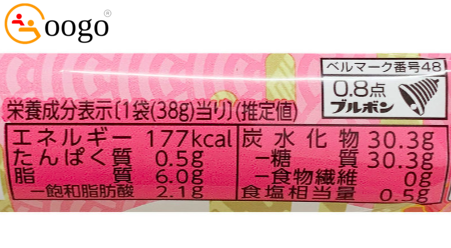 oogo®
ベルマーク番号48
0.8点
ブルボン
栄養成分表示(1袋(38g)当り)(推定値)
エネルギー 177kcal
たんぱく質 0.5g
脂質 6.0g
－飽和脂肪酸 2.1g
炭水化物 30.3g
－糖質 30.3g
－食物繊維 0g
食塩相当量 0.5g